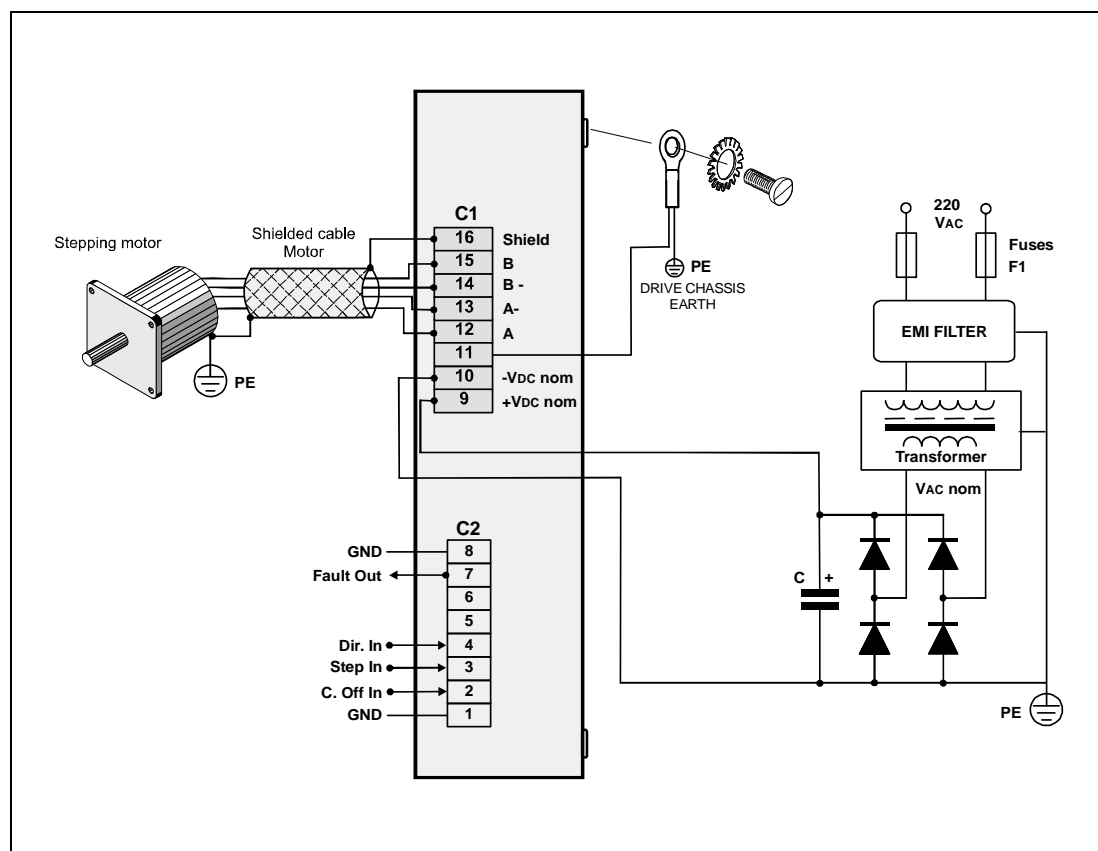 Stepping motor
Shielded cable
Motor
PE
C1
16 Shield
15 B
14 B -
13 A-
12 A
11
10 -VDC nom
9 +VDC nom
PE
DRIVE CHASSIS
EARTH
220
VAC
Fuses
F1
EMI FILTER
Transformer
VAC nom
C +
PE
C2
GND 8
Fault Out 7
6
5
Dir. In 4
Step In 3
C. Off In 2
GND 1